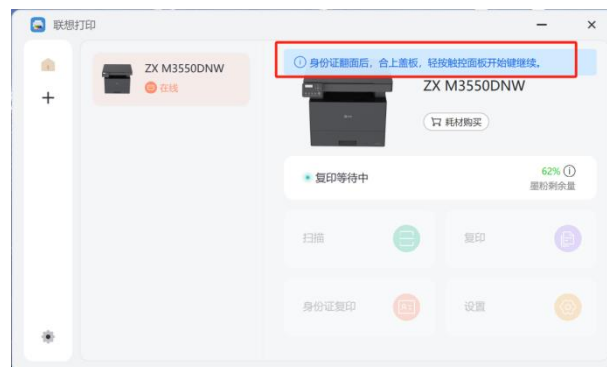 联想打印
ZX M3550DNW
在线
身份证翻面后，合上盖板，轻按触控面板开始键继续。
ZX M3550DNW
耗材购买
复印等待中
62%
墨粉剩余量
扫描
复印
身份证复印
设置